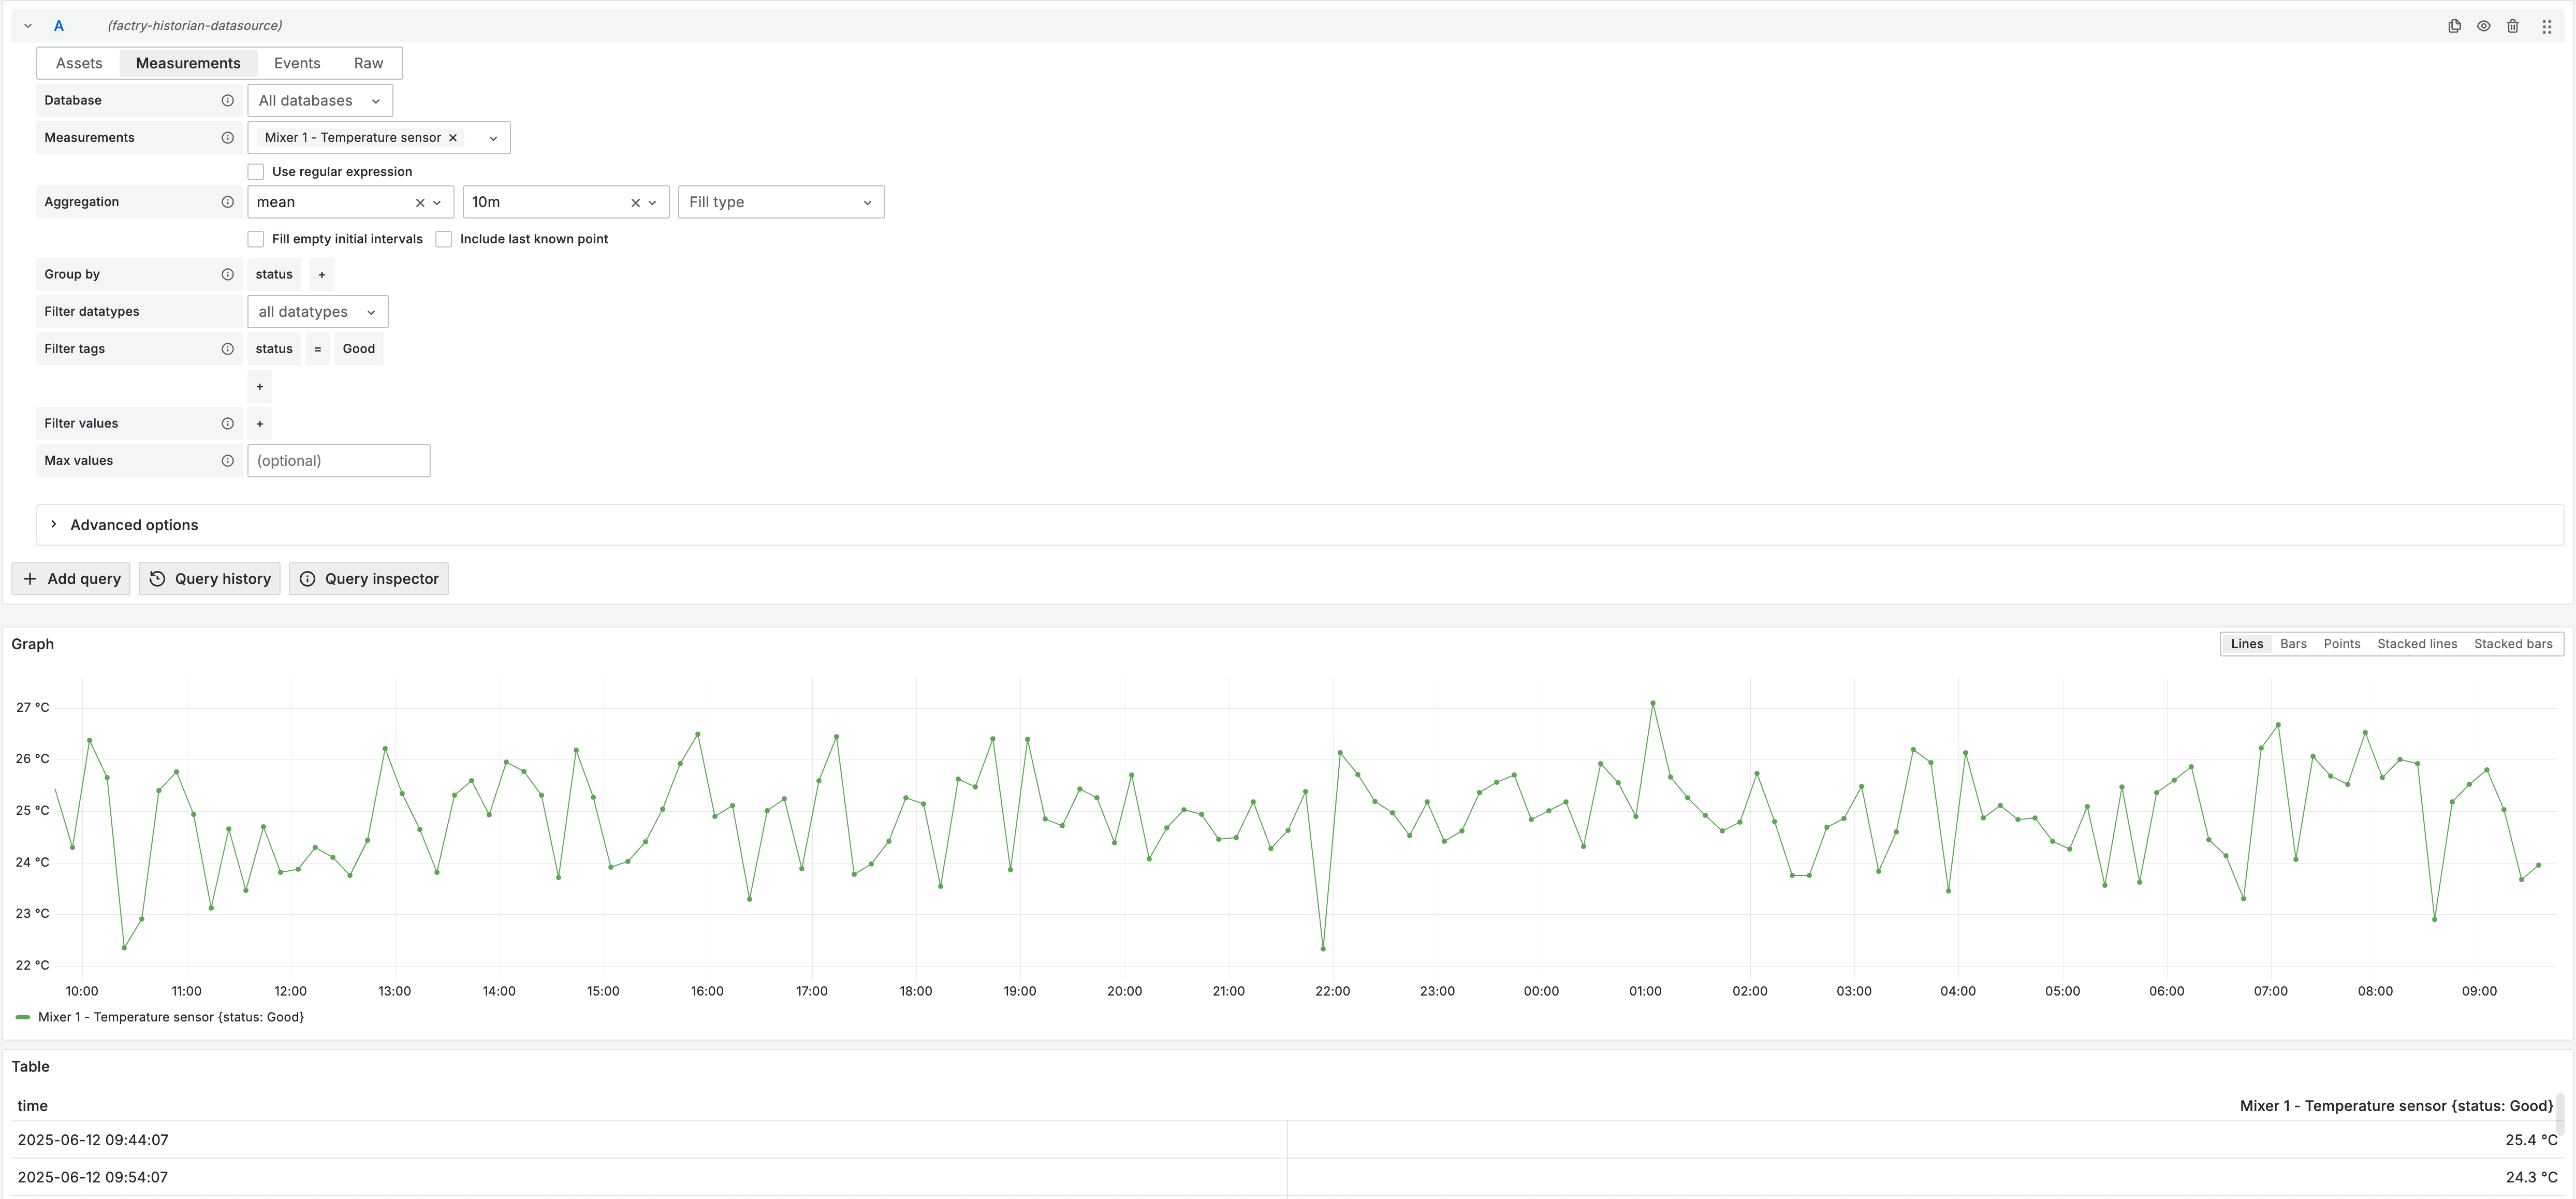 A (factry-historian-datasource)
Assets Measurements Events Raw
Database All databases
Measurements Mixer 1 - Temperature sensor
Use regular expression
Aggregation mean 10m Fill type
Fill empty initial intervals Include last known point
Group by status +
Filter datatypes all datatypes
Filter tags status = Good
+
Filter values +
Max values (optional)
Advanced options
Add query Query history Query inspector
Graph Lines Bars Points Stacked lines Stacked bars
27 °C
26 °C
25 °C
24 °C
23 °C
22 °C
10:00 11:00 12:00 13:00 14:00 15:00 16:00 17:00 18:00 19:00 20:00 21:00 22:00 23:00 00:00 01:00 02:00 03:00 04:00 05:00 06:00 07:00 08:00 09:00
Mixer 1 - Temperature sensor {status: Good}
Table
time Mixer 1 - Temperature sensor {status: Good}
2025-06-12 09:44:07 25.4 °C
2025-06-12 09:54:07 24.3 °C